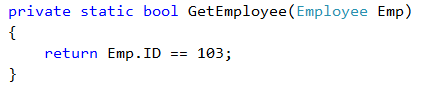 private static bool GetEmployee(Employee Emp)
{
    return Emp.ID == 103;
}